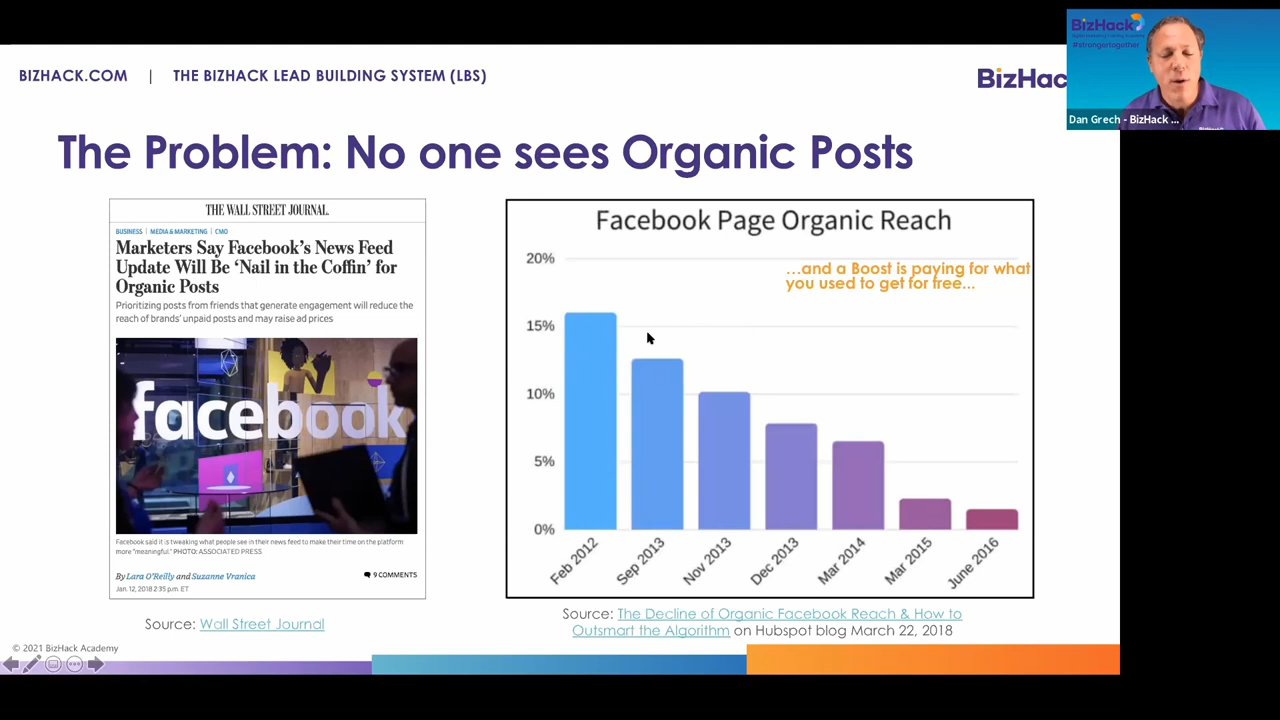 BIZHACK.COM | THE BIZHACK LEAD BUILDING SYSTEM (LBS)
BizHac
BizHack
#strongertogether
Dan Grech - BizHack ...
The Problem: No one sees Organic Posts
THE WALL STREET JOURNAL.
BUSINESS | MEDIA & MARKETING | CMO
Marketers Say Facebook's News Feed
Update Will Be 'Nail in the Coffin' for
Organic Posts
Prioritizing posts from friends that generate engagement will reduce the
reach of brands' unpaid posts and may raise ad prices
facebook
Facebook said it is tweaking what people see in their news feed to make their time on the platform
more "meaningful." PHOTO: ASSOCIATED PRESS
By Lara O'Reilly and Suzanne Vranica
9 COMMENTS
Jan. 12, 2018 2:35 p.m. ET
Source: Wall Street Journal
Facebook Page Organic Reach
...and a Boost is paying for what
you used to get for free...
20%
15%
10%
5%
0%
Feb 2012
Sep 2013
Nov 2013
Dec 2013
Mar 2014
Mar 2015
June 2016
Source: The Decline of Organic Facebook Reach & How to
Outsmart the Algorithm on Hubspot blog March 22, 2018
© 2021 BizHack Academy